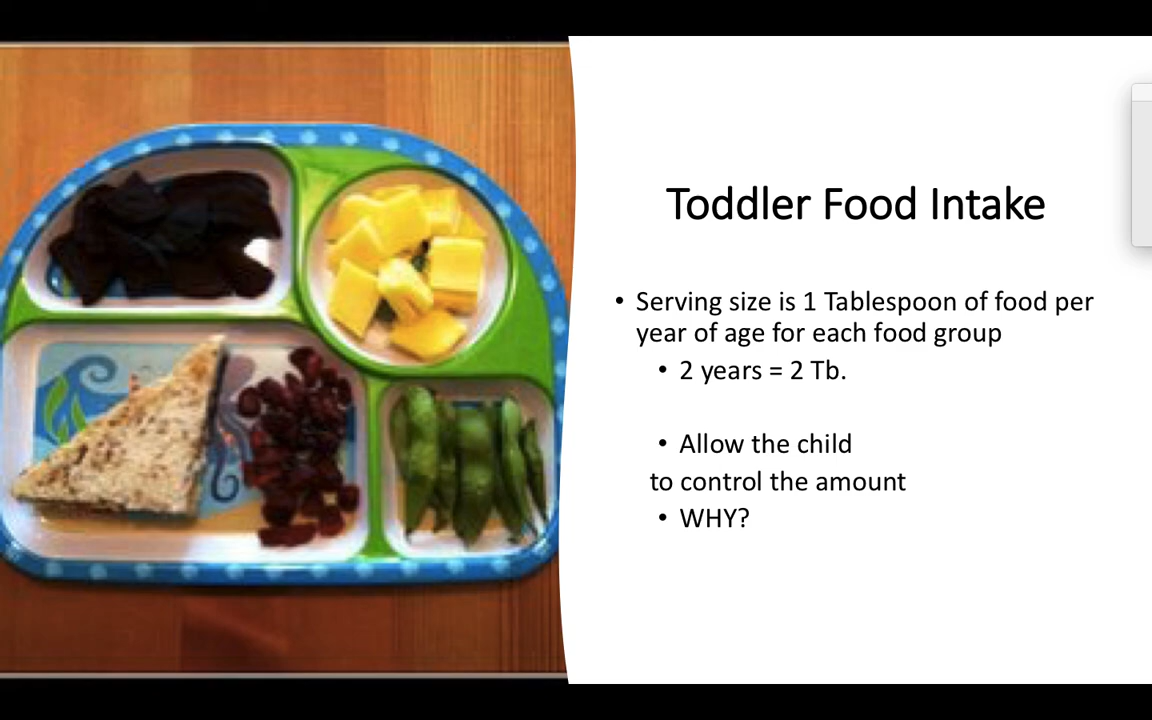 Toddler Food Intake
• Serving size is 1 Tablespoon of food per
year of age for each food group
• 2 years = 2 Tb.
• Allow the child
to control the amount
• WHY?